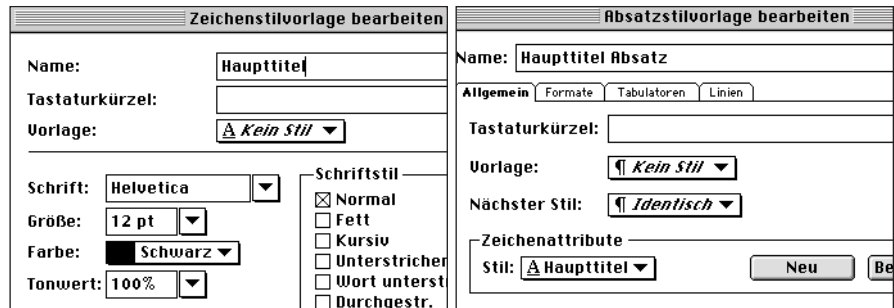 Zeichenstilvorlage bearbeiten
Name: Haupttitel
Tastaturkürzel:
Vorlage: A Kein Stil
Schrift: Helvetica
Größe: 12 pt
Farbe: Schwarz
Tonwert: 100%
Schriftstil
Normal
Fett
Kursiv
Unterstrichen
Wort unterst
Durchgestr.
Absatzstilvorlage bearbeiten
Name: Haupttitel Absatz
Allgemein Formate Tabulatoren Linien
Tastaturkürzel:
Vorlage: ¶ Kein Stil
Nächster Stil: ¶ Identisch
Zeichenattribute
Stil: A Haupttitel Neu Be